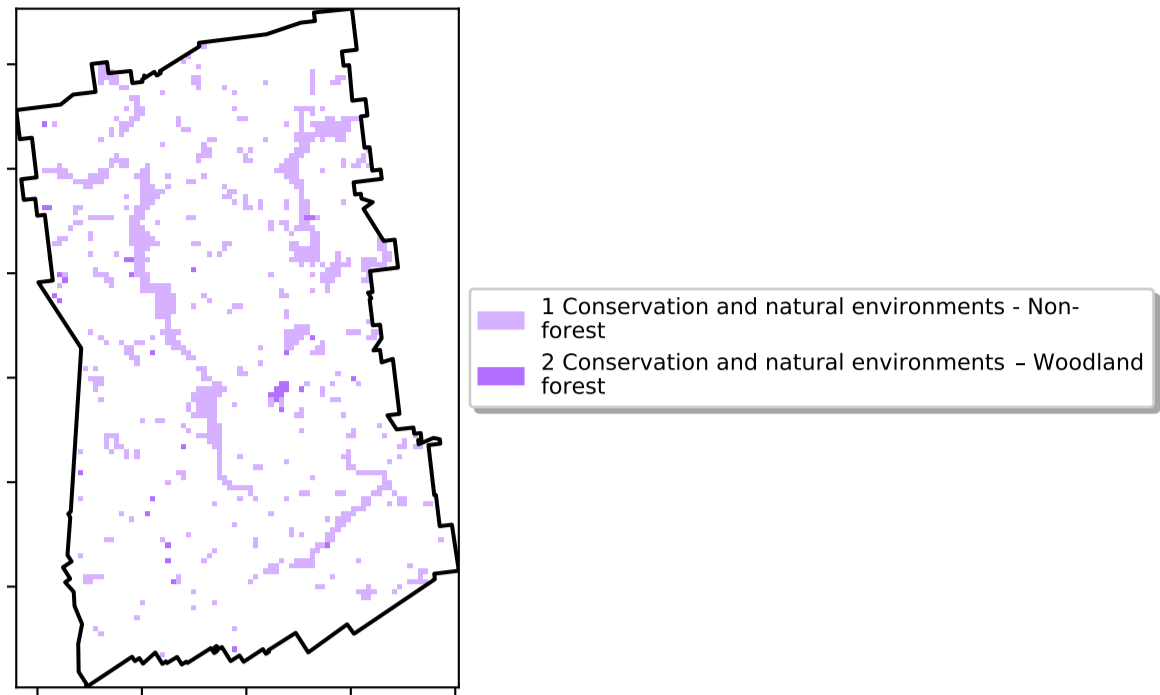 1 Conservation and natural environments - Non-
forest
2 Conservation and natural environments – Woodland
forest